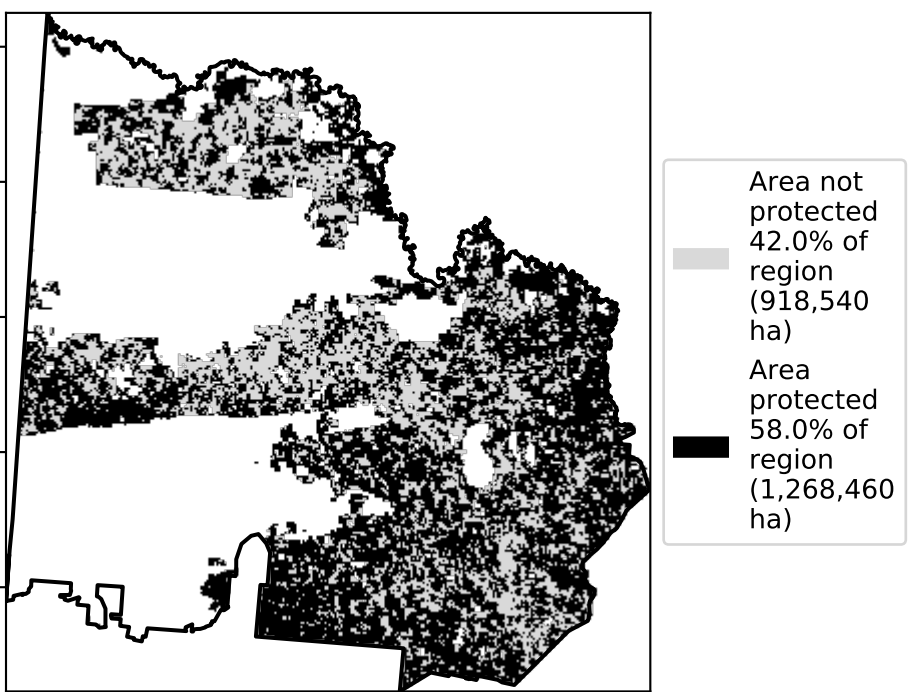 Area not
protected
42.0% of
region
(918,540
ha)
Area
protected
58.0% of
region
(1,268,460
ha)